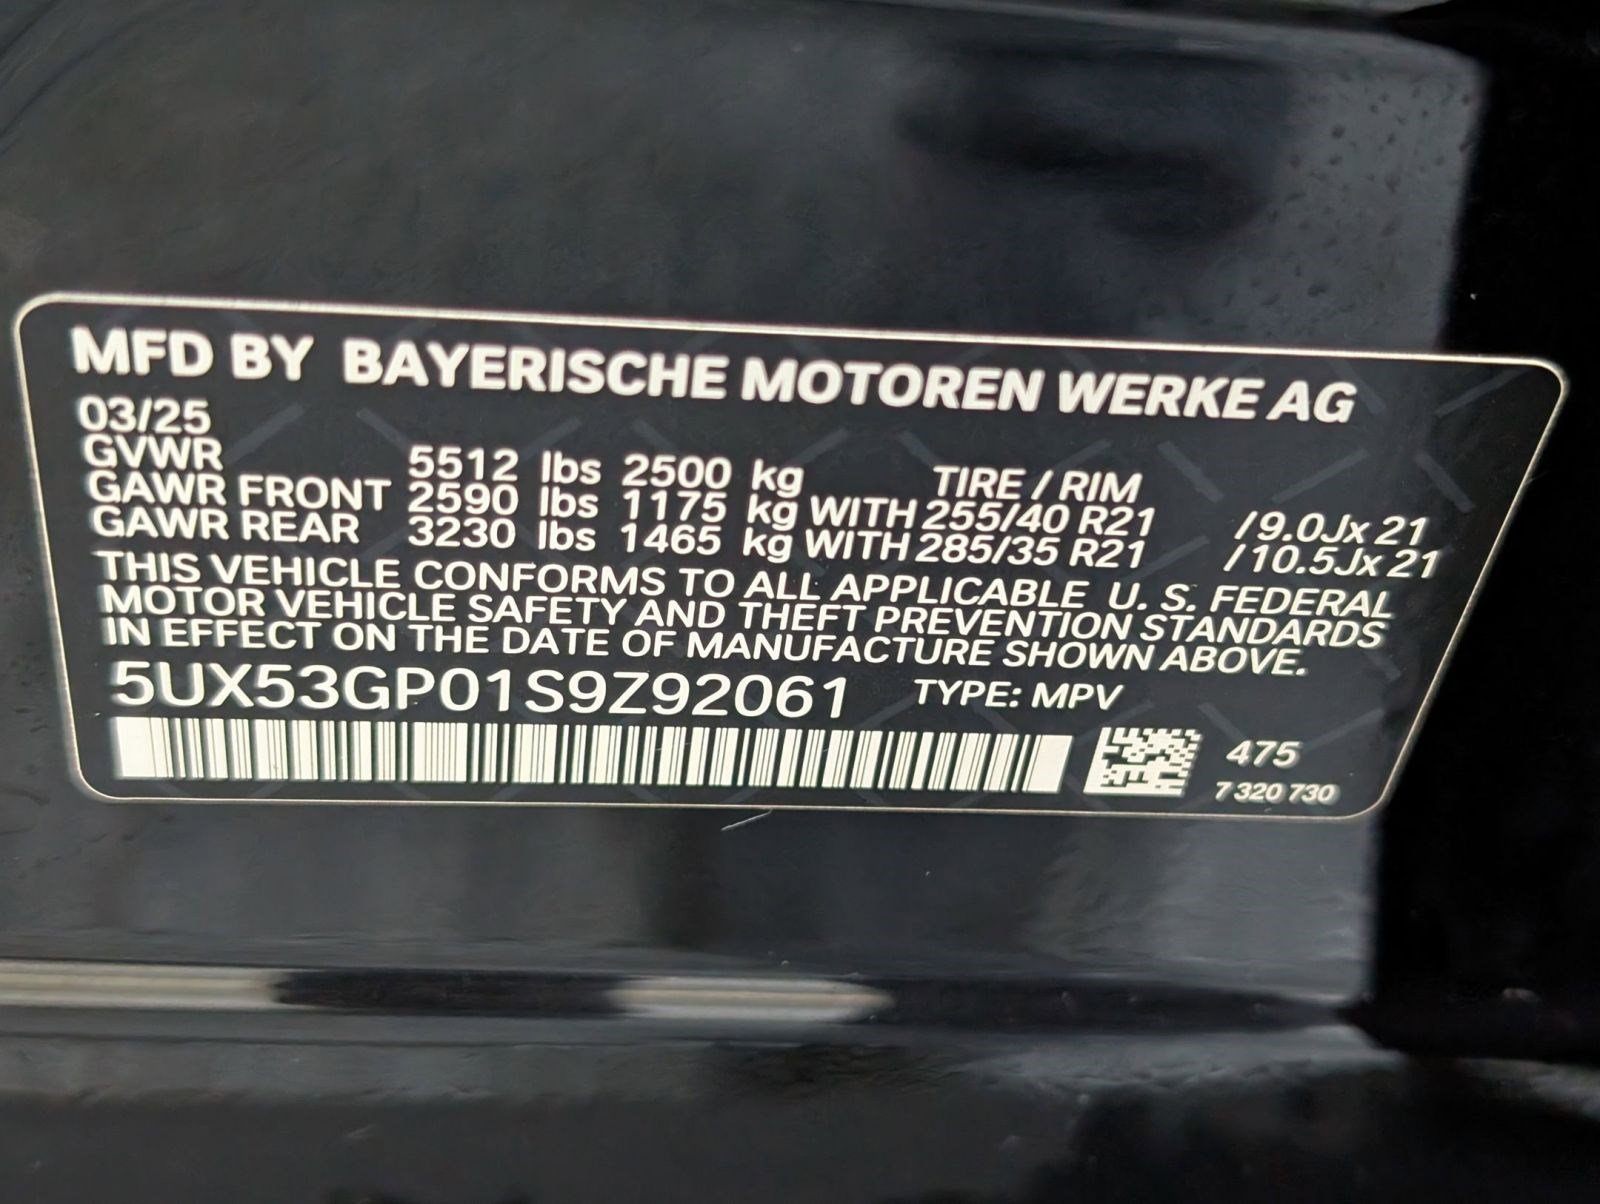 MFD BY BAYERISCHE MOTOREN WERKE AG
03/25
GVWR 5512 lbs 2500 kg TIRE / RIM
GAWR FRONT 2590 lbs 1175 kg WITH 255/40 R21 /9.0Jx 21
GAWR REAR 3230 lbs 1465 kg WITH 285/35 R21 /10.5Jx 21
THIS VEHICLE CONFORMS TO ALL APPLICABLE U. S. FEDERAL
MOTOR VEHICLE SAFETY AND THEFT PREVENTION STANDARDS
IN EFFECT ON THE DATE OF MANUFACTURE SHOWN ABOVE.
5UX53GP01S9Z92061 TYPE: MPV
475
7 320 730